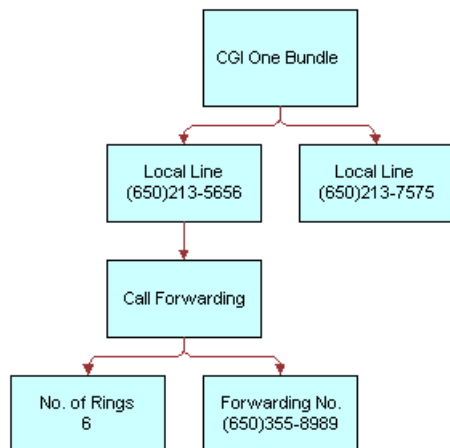 CGI One Bundle
Local Line
(650)213-5656
Local Line
(650)213-7575
Call Forwarding
No. of Rings
6
Forwarding No.
(650)355-8989